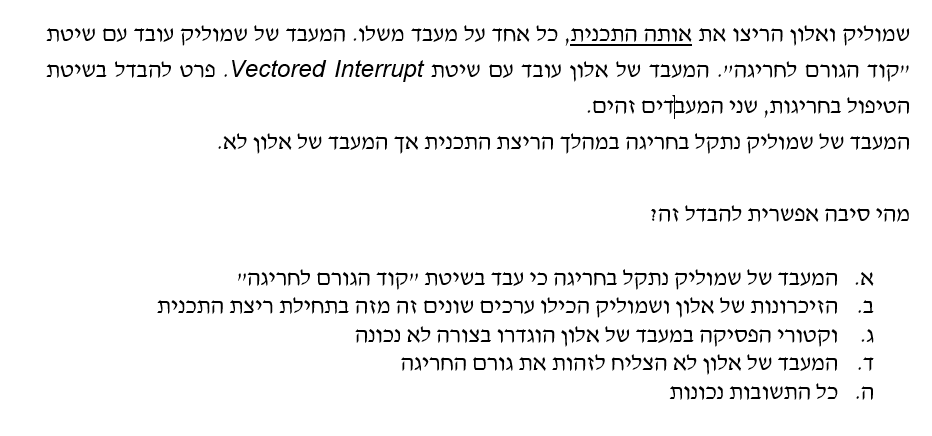 שמוליק ואלון הריצו את אותה התכנית, כל אחד על מעבד משלו. המעבד של שמוליק עובד עם שיטת
״קוד הגורם לחריגה״. המעבד של אלון עובד עם שיטת Vectored Interrupt. פרט להבדל בשיטת
הטיפול בחריגות, שני המעבדים זהים.
המעבד של שמוליק נתקל בחריגה במהלך הריצת התכנית אך המעבד של אלון לא.
מהי סיבה אפשרית להבדל זה?
א. המעבד של שמוליק נתקל בחריגה כי עבד בשיטת ״קוד הגורם לחריגה״
ב. הזיכרונות של אלון ושמוליק הכילו ערכים שונים זה מזה בתחילת ריצת התכנית
ג. וקטורי הפסיקה במעבד של אלון הוגדרו בצורה לא נכונה
ד. המעבד של אלון לא הצליח לזהות את גורם החריגה
ה. כל התשובות נכונות